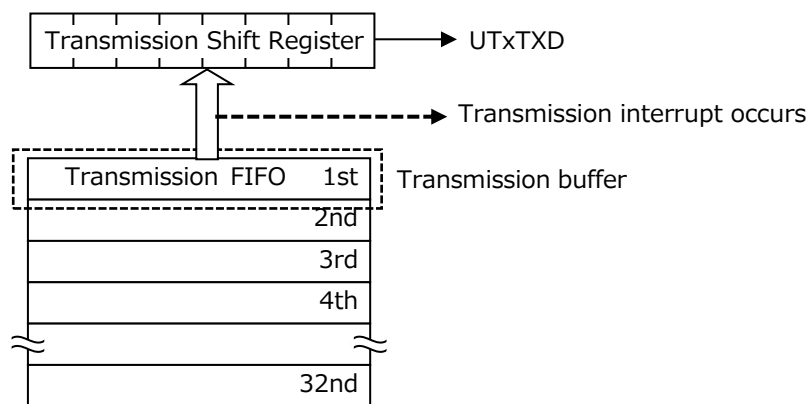 Transmission Shift Register
UTxTXD
Transmission interrupt occurs
Transmission FIFO 1st
Transmission buffer
2nd
3rd
4th
32nd